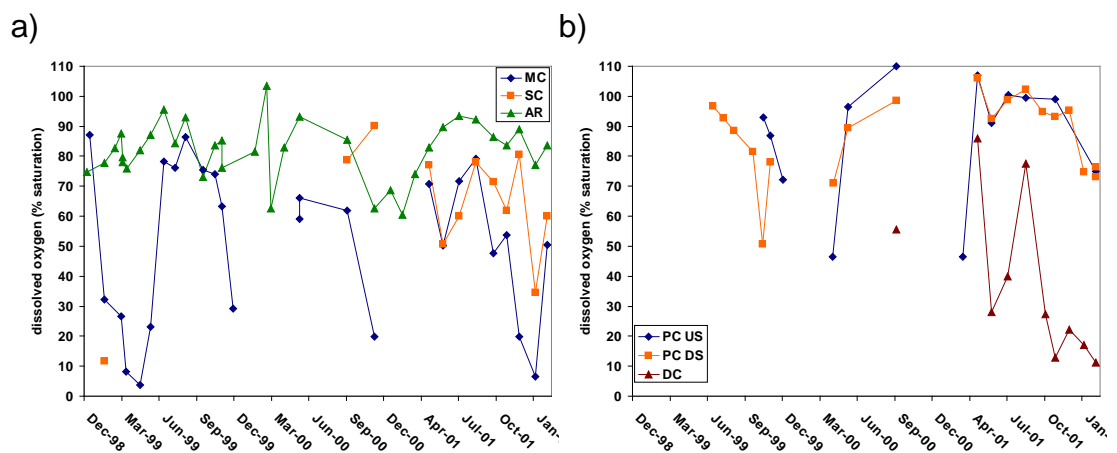 a)
dissolved oxygen (% saturation)
110
100
90
80
70
60
50
40
30
20
10
0
MC
SC
AR
Dec-98
Mar-99
Jun-99
Sep-99
Dec-99
Mar-00
Jun-00
Sep-00
Dec-00
Apr-01
Jul-01
Oct-01
Jan-
b)
dissolved oxygen (% saturation)
110
100
90
80
70
60
50
40
30
20
10
0
PC US
PC DS
DC
Dec-98
Mar-99
Jun-99
Sep-99
Dec-99
Mar-00
Jun-00
Sep-00
Dec-00
Apr-01
Jul-01
Oct-01
Jan-